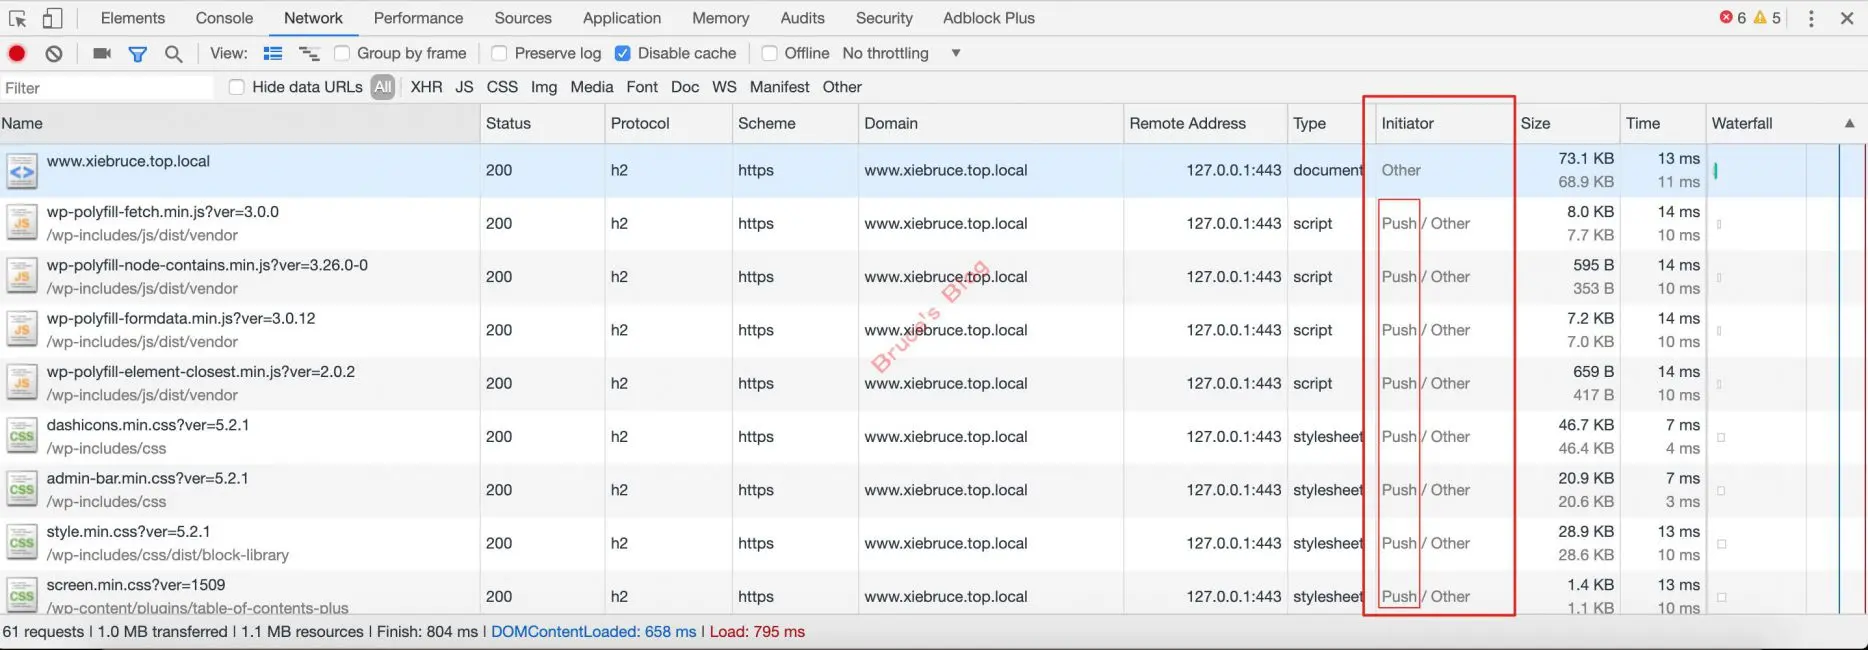 Elements Console Network Performance Sources Application Memory Audits Security Adblock Plus 6 5
View: Group by frame Preserve log Disable cache Offline No throttling
Filter Hide data URLs All XHR JS CSS Img Media Font Doc WS Manifest Other
Name Status Protocol Scheme Domain Remote Address Type Initiator Size Time Waterfall
www.xiebruce.top.local 200 h2 https www.xiebruce.top.local 127.0.0.1:443 document Other 73.1 KB 13 ms
68.9 KB 11 ms
wp-polyfill-fetch.min.js?ver=3.0.0 200 h2 https www.xiebruce.top.local 127.0.0.1:443 script Push / Other 8.0 KB 14 ms
/wp-includes/js/dist/vendor 7.7 KB 10 ms
wp-polyfill-node-contains.min.js?ver=3.26.0-0 200 h2 https www.xiebruce.top.local 127.0.0.1:443 script Push / Other 595 B 14 ms
/wp-includes/js/dist/vendor 353 B 10 ms
wp-polyfill-formdata.min.js?ver=3.0.12 200 h2 https www.xiebruce.top.local 127.0.0.1:443 script Push / Other 7.2 KB 14 ms
/wp-includes/js/dist/vendor 7.0 KB 10 ms
wp-polyfill-element-closest.min.js?ver=2.0.2 200 h2 https www.xiebruce.top.local 127.0.0.1:443 script Push / Other 659 B 14 ms
/wp-includes/js/dist/vendor 417 B 10 ms
dashicons.min.css?ver=5.2.1 200 h2 https www.xiebruce.top.local 127.0.0.1:443 stylesheet Push / Other 46.7 KB 7 ms
/wp-includes/css 46.4 KB 4 ms
admin-bar.min.css?ver=5.2.1 200 h2 https www.xiebruce.top.local 127.0.0.1:443 stylesheet Push / Other 20.9 KB 7 ms
/wp-includes/css 20.6 KB 3 ms
style.min.css?ver=5.2.1 200 h2 https www.xiebruce.top.local 127.0.0.1:443 stylesheet Push / Other 28.9 KB 13 ms
/wp-includes/css/dist/block-library 28.6 KB 10 ms
screen.min.css?ver=1509 200 h2 https www.xiebruce.top.local 127.0.0.1:443 stylesheet Push / Other 1.4 KB 13 ms
/wp-content/plugins/table-of-contents-plus 1.1 KB 10 ms
Bruce's Blog
61 requests | 1.0 MB transferred | 1.1 MB resources | Finish: 804 ms | DOMContentLoaded: 658 ms | Load: 795 ms